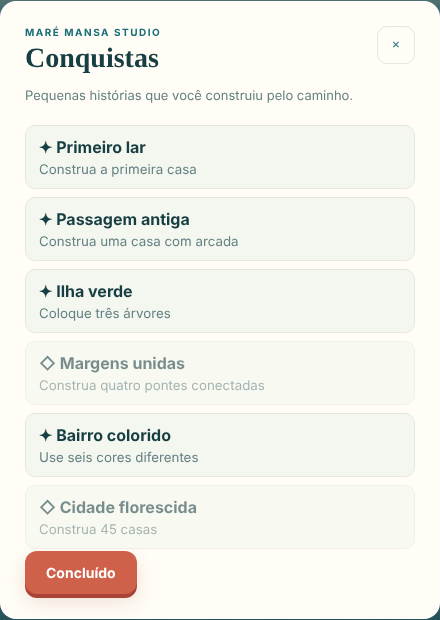 MARÉ MANSA STUDIO
Conquistas
×
Pequenas histórias que você construiu pelo caminho.
✦ Primeiro lar
Construa a primeira casa
✦ Passagem antiga
Construa uma casa com arcada
✦ Ilha verde
Coloque três árvores
◇ Margens unidas
Construa quatro pontes conectadas
✦ Bairro colorido
Use seis cores diferentes
◇ Cidade florescida
Construa 45 casas
Concluído